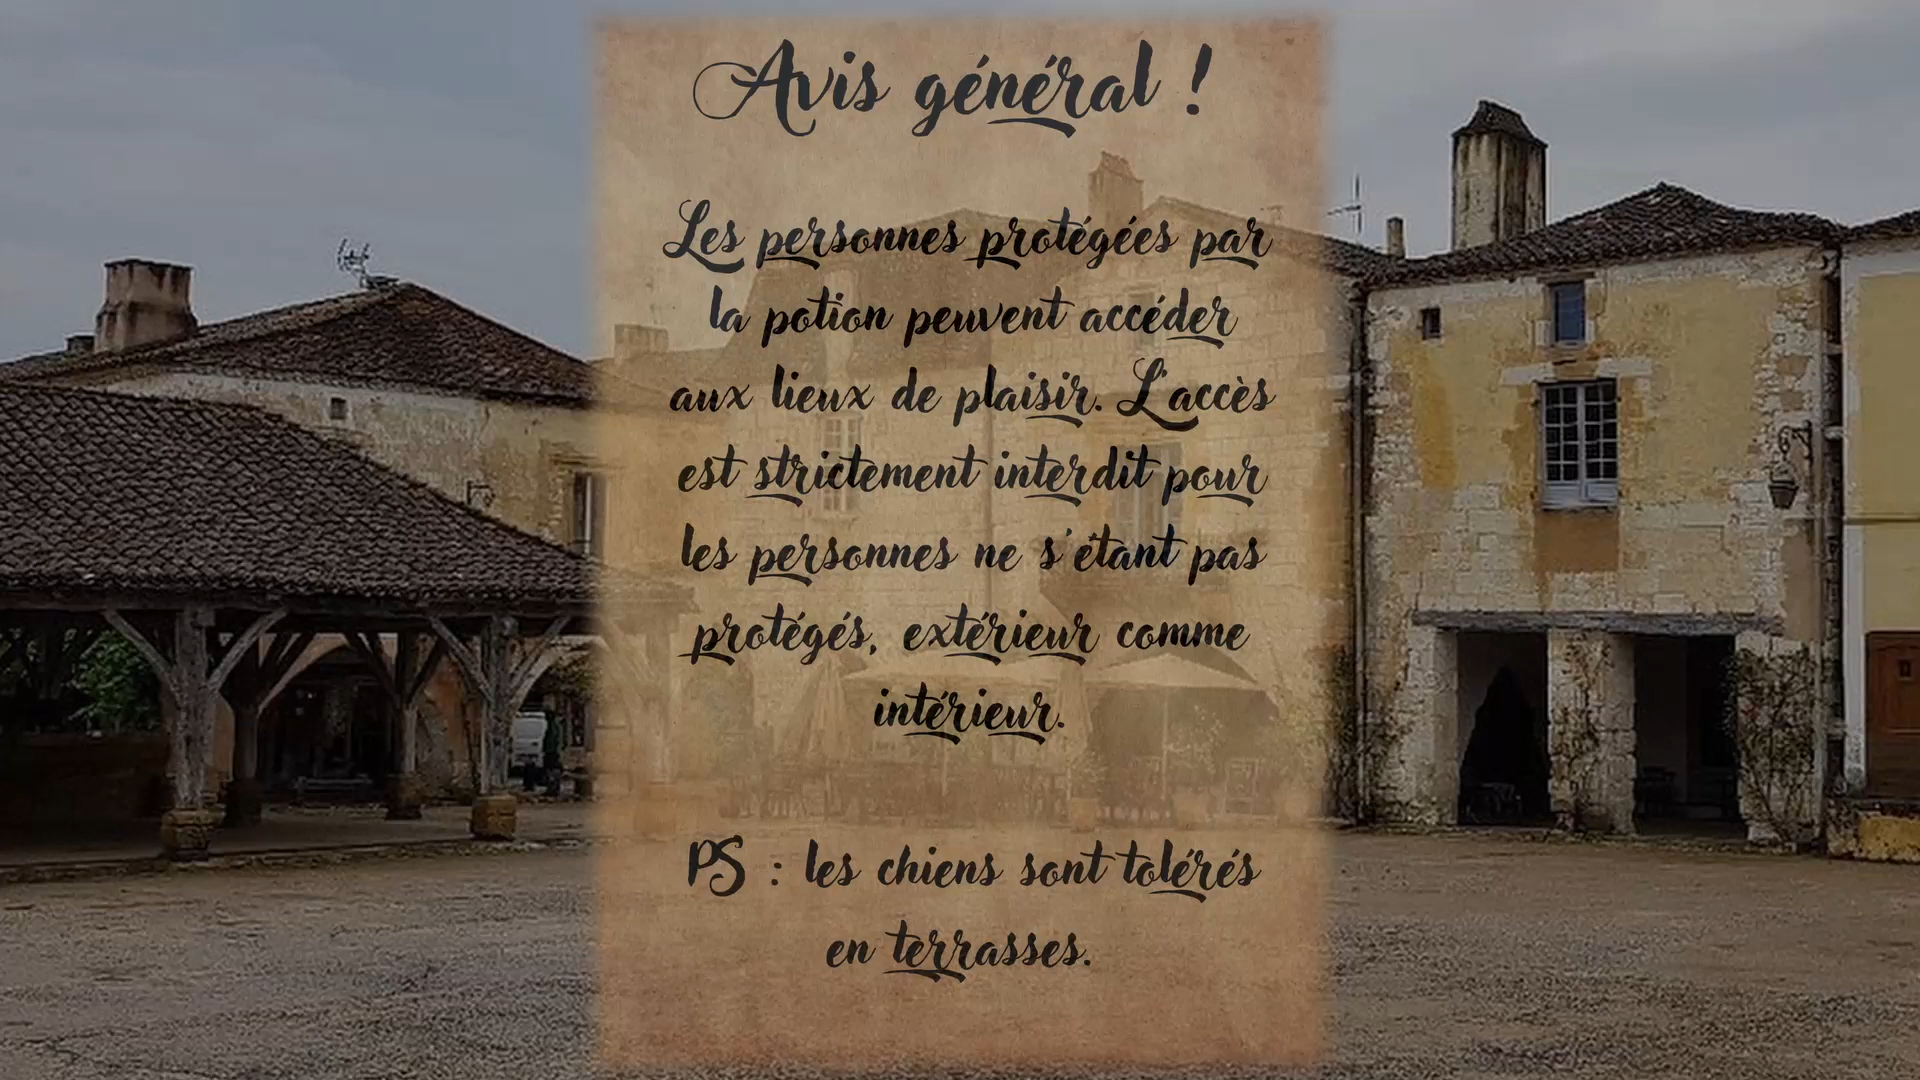 Avis général !
Les personnes protégées par
la potion peuvent accéder
aux lieux de plaisir. L'accès
est strictement interdit pour
les personnes ne s'étant pas
protégés, extérieur comme
intérieur.
PS : les chiens sont tolérés
en terrasses.